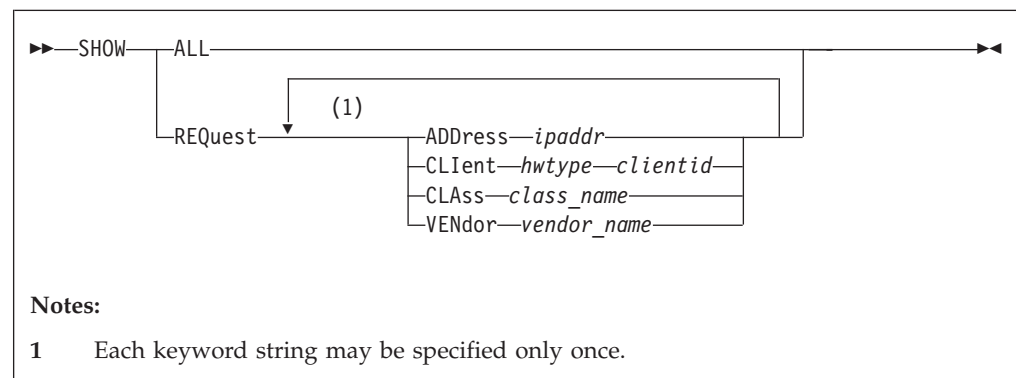 SHOW ALL
(1)
REQuest ADDress ipaddr
CLIent hwtype clientid
CLAss class_name
VENdor vendor_name
Notes:
1 Each keyword string may be specified only once.